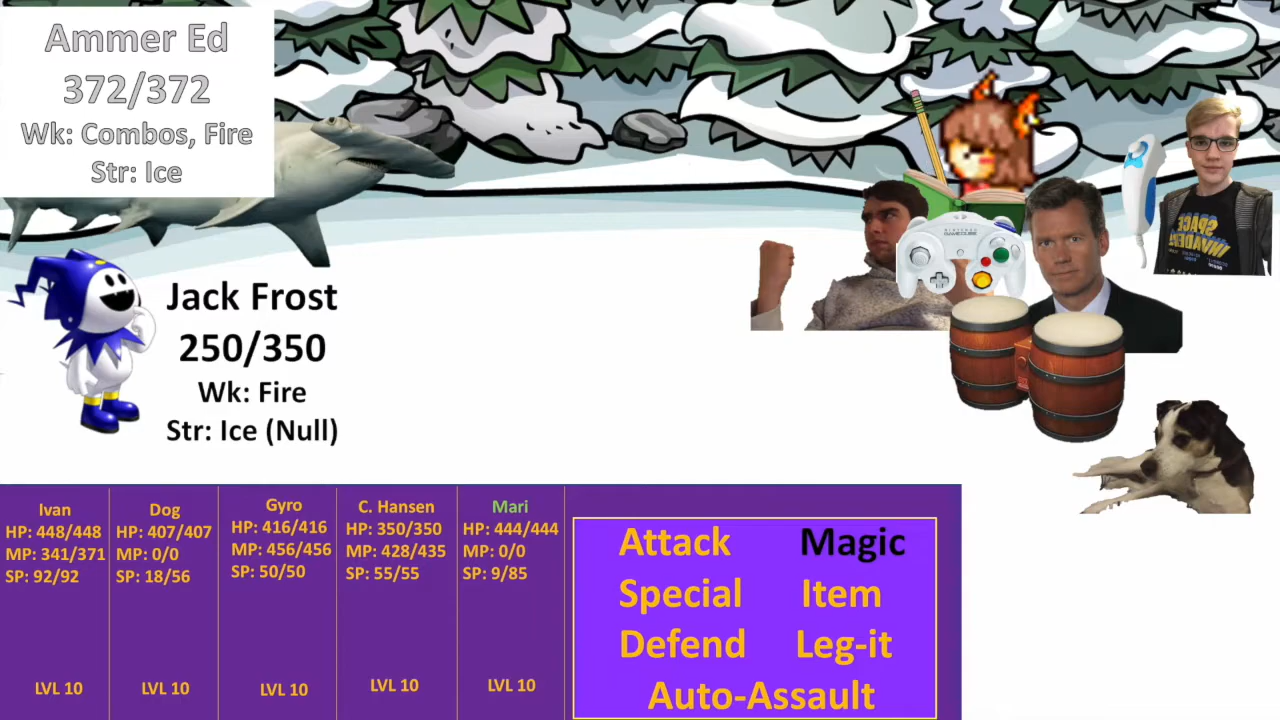 Ammer Ed
372/372
Wk: Combos, Fire
Str: Ice
Jack Frost
250/350
Wk: Fire
Str: Ice (Null)
NINTENDO
GAMECUBE
SPACE
INVADERS
Ivan
HP: 448/448
MP: 341/371
SP: 92/92
LVL 10
Dog
HP: 407/407
MP: 0/0
SP: 18/56
LVL 10
Gyro
HP: 416/416
MP: 456/456
SP: 50/50
LVL 10
C. Hansen
HP: 350/350
MP: 428/435
SP: 55/55
LVL 10
Mari
HP: 444/444
MP: 0/0
SP: 9/85
LVL 10
Attack Magic
Special Item
Defend Leg-it
Auto-Assault